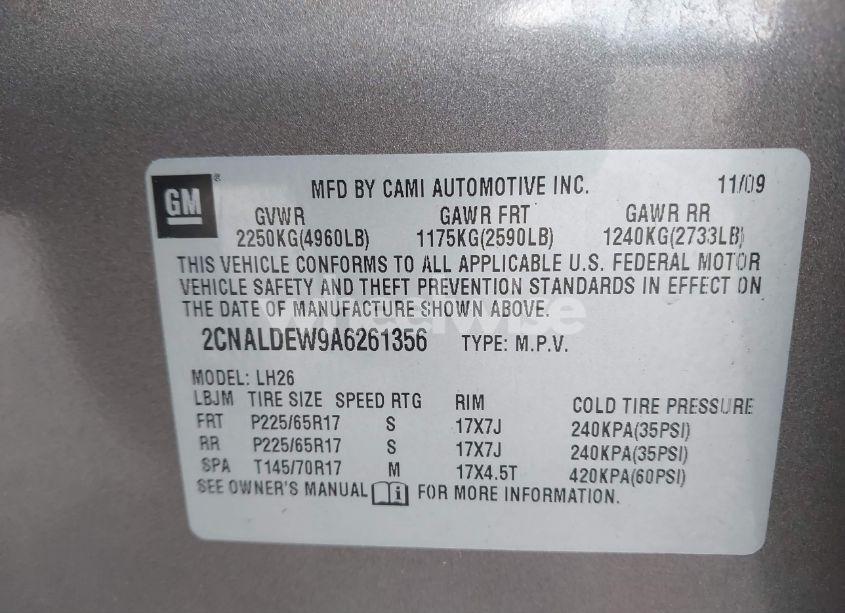 GM
MFD BY CAMI AUTOMOTIVE INC. 11/09
GVWR GAWR FRT GAWR RR
2250KG(4960LB) 1175KG(2590LB) 1240KG(2733LB)
THIS VEHICLE CONFORMS TO ALL APPLICABLE U.S. FEDERAL MOTOR
VEHICLE SAFETY AND THEFT PREVENTION STANDARDS IN EFFECT ON
THE DATE OF MANUFACTURE SHOWN ABOVE.
2CNALDEW9A6261356 TYPE: M.P.V.
MODEL: LH26
LBJM TIRE SIZE SPEED RTG RIM COLD TIRE PRESSURE
FRT P225/65R17 S 17X7J 240KPA(35PSI)
RR P225/65R17 S 17X7J 240KPA(35PSI)
SPA T145/70R17 M 17X4.5T 420KPA(60PSI)
SEE OWNER'S MANUAL i FOR MORE INFORMATION.